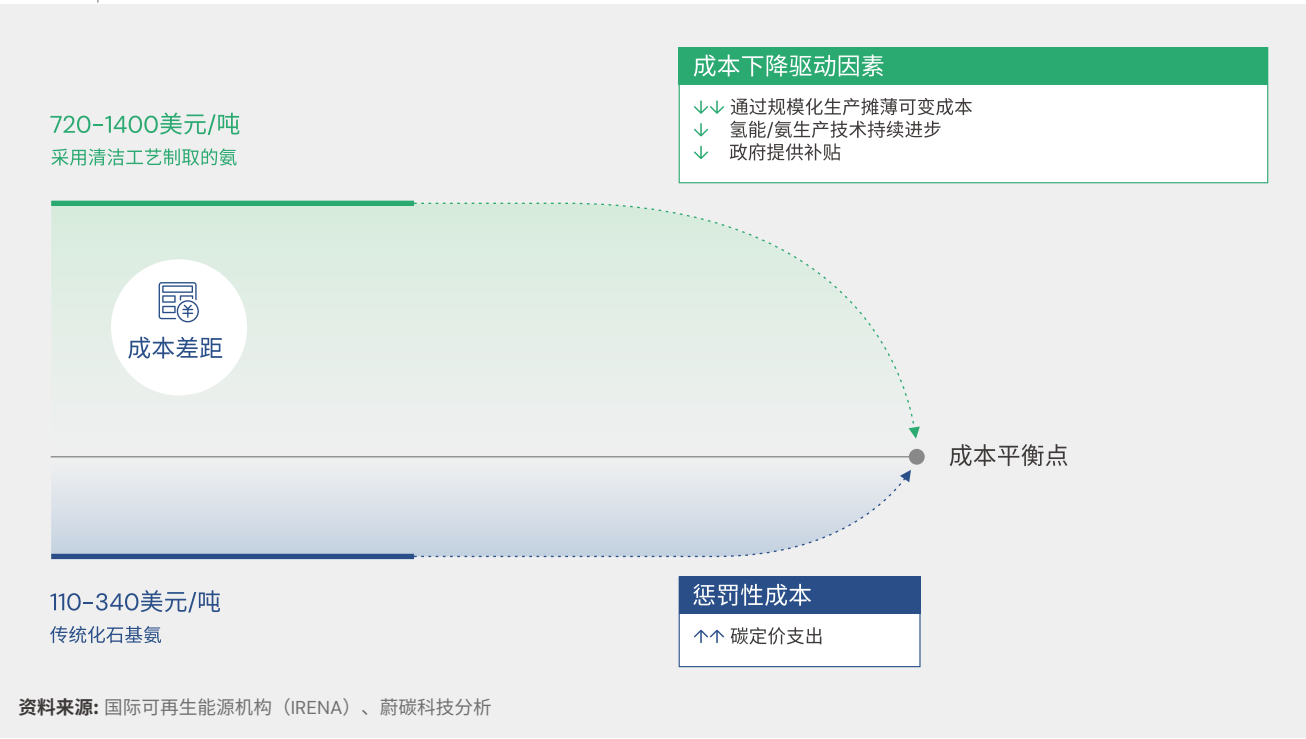 成本下降驱动因素
↓↓ 通过规模化生产摊薄可变成本
↓ 氢能/氨生产技术持续进步
↓ 政府提供补贴
720-1400美元/吨
采用清洁工艺制取的氨
¥
成本差距
成本平衡点
110-340美元/吨
传统化石基氨
惩罚性成本
↑↑ 碳定价支出
资料来源: 国际可再生能源机构（IRENA）、蔚碳科技分析